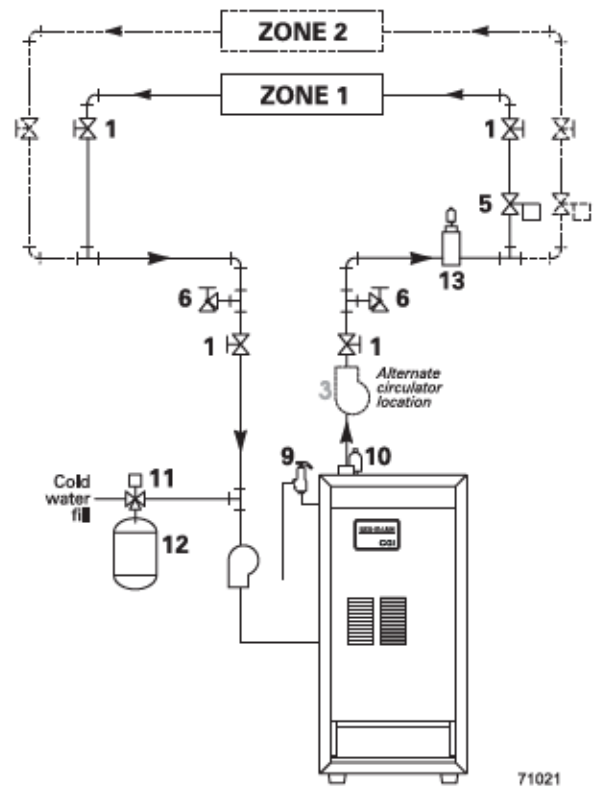 ZONE 2
ZONE 1
1
1
5
13
6
6
1
1
3
Alternate
circulator
location
9
10
11
Cold
water
fill
12
CGI
71021